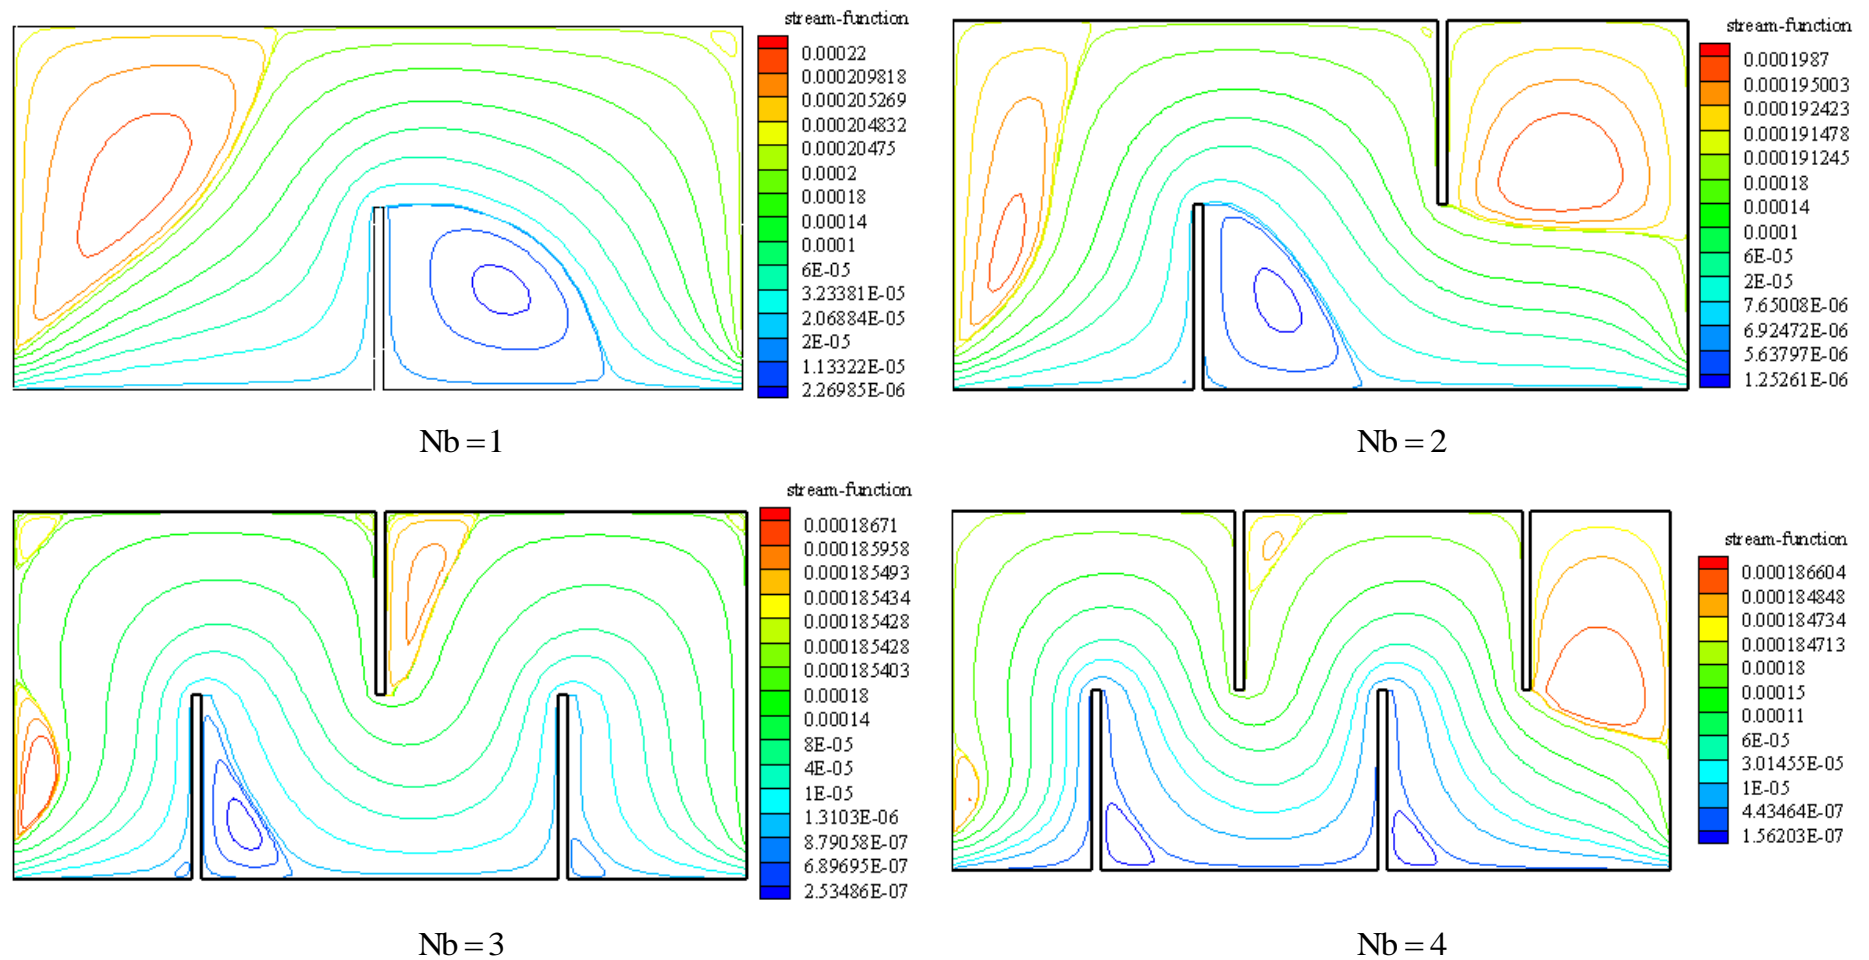 stream-function
0.00022
0.000209818
0.000205269
0.000204832
0.00020475
0.0002
0.00018
0.00014
0.0001
6E-05
3.23381E-05
2.06884E-05
2E-05
1.13322E-05
2.26985E-06
Nb = 1
stream-function
0.0001987
0.000195003
0.000192423
0.000191478
0.000191245
0.00018
0.00014
0.0001
6E-05
2E-05
7.65008E-06
6.92472E-06
5.63797E-06
1.25261E-06
Nb = 2
stream-function
0.00018671
0.000185958
0.000185493
0.000185434
0.000185428
0.000185428
0.000185403
0.00018
0.00014
8E-05
4E-05
1E-05
1.3103E-06
8.79058E-07
6.89695E-07
2.53486E-07
Nb = 3
stream-function
0.000186604
0.000184848
0.000184734
0.000184713
0.00018
0.00015
0.00011
6E-05
3.01455E-05
1E-05
4.43464E-07
1.56203E-07
Nb = 4